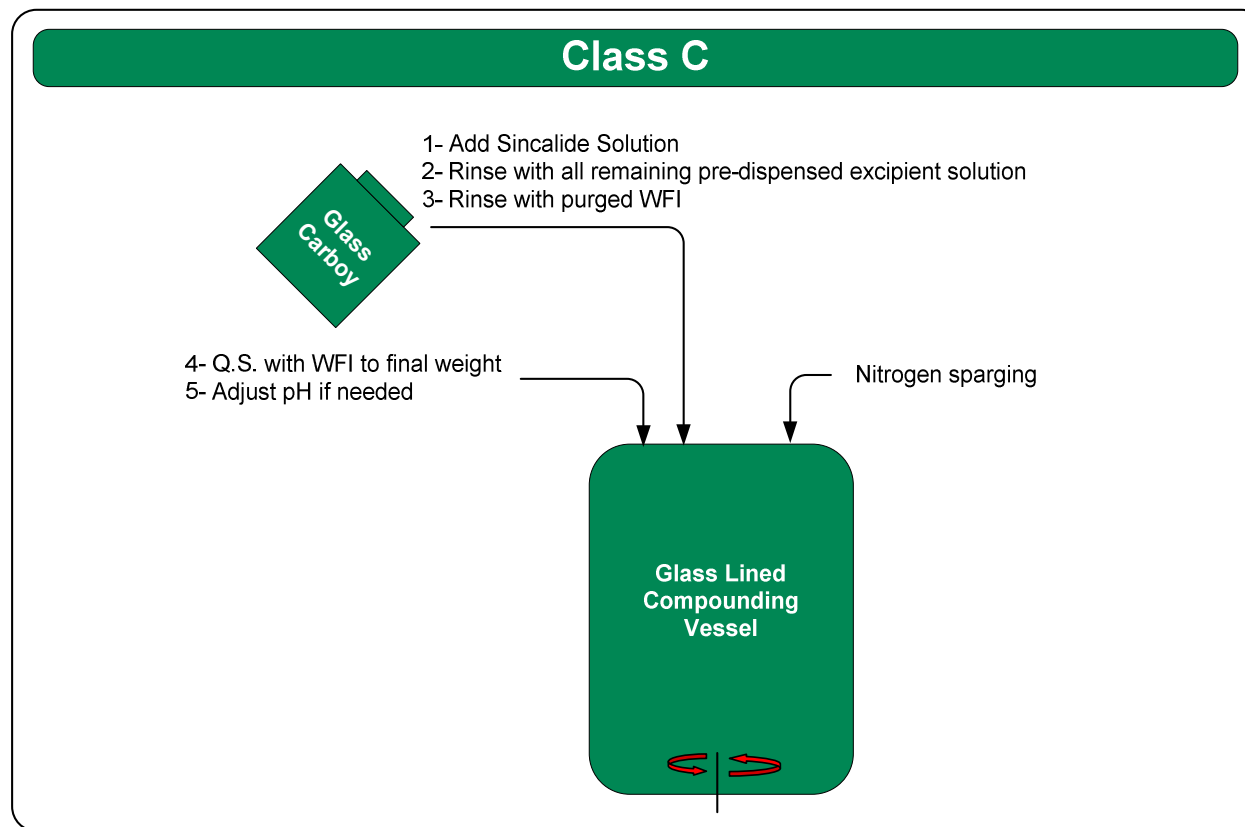 Class C
1- Add Sincalide Solution
2- Rinse with all remaining pre-dispensed excipient solution
3- Rinse with purged WFI
Glass
Carboy
4- Q.S. with WFI to final weight
5- Adjust pH if needed
Nitrogen sparging
Glass Lined
Compounding
Vessel